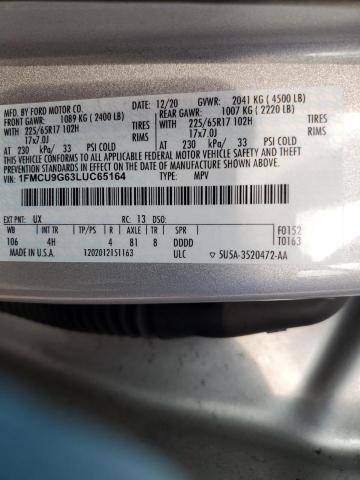 MFD. BY FORD MOTOR CO.
12/20 GVWR: 2041 KG ( 4500 LB)
FRONT GAWR: 1089 KG ( 2400 LB)
REAR GAWR: 1007 KG ( 2220 LB)
225/65R17 102H TIRES
225/65R17 102H TIRES
17x7.0J RIMS
17x7.0J RIMS
AT 230 kPa/ 33 PSI COLD
AT 230 kPa/ 33 PSI COLD
THIS VEHICLE CONFORMS TO ALL APPLICABLE FEDERAL MOTOR VEHICLE SAFETY, BUMPER, AND THEFT
PREVENTION STANDARDS IN EFFECT ON THE DATE OF MANUFACTURE SHOWN ABOVE.
VIN: 1FMCU9G63LUC65164 TYPE: MPV
EXT PNT: UX RC: 13 DSO:
WB INT TR TP/PS R AXLE TR SPR
F0152
106 4H 4 81 8 DDDD
T0163
MADE IN U.S.A. 1202012151163 ULC 5U5A-3520472-AA